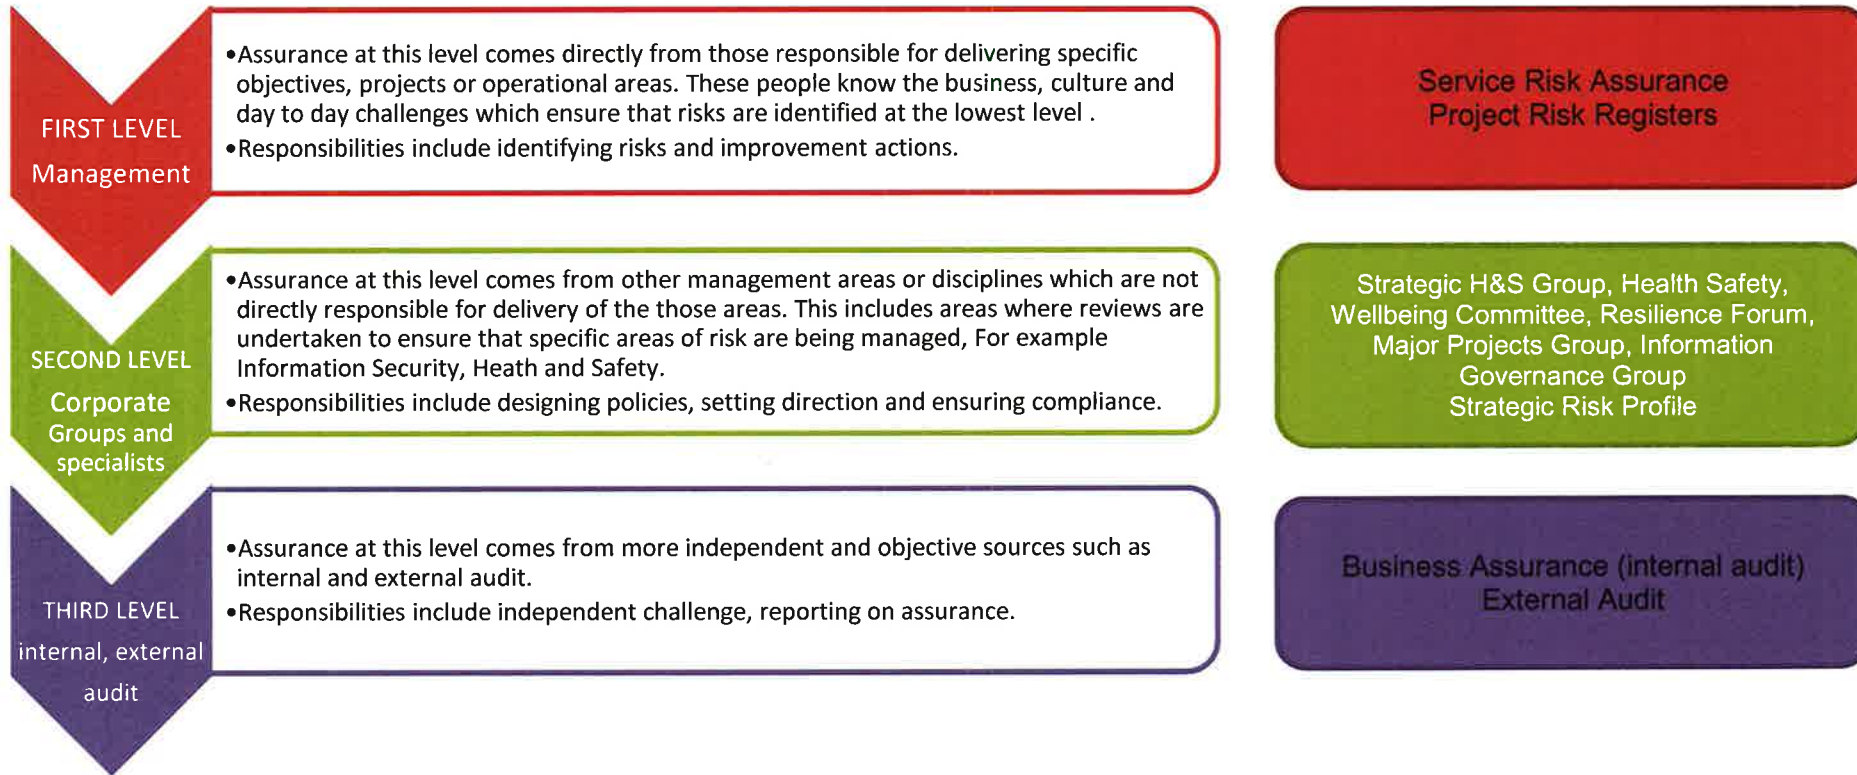 FIRST LEVEL
Management
•Assurance at this level comes directly from those responsible for delivering specific
objectives, projects or operational areas. These people know the business, culture and
day to day challenges which ensure that risks are identified at the lowest level .
•Responsibilities include identifying risks and improvement actions.
Service Risk Assurance
Project Risk Registers
SECOND LEVEL
Corporate
Groups and
specialists
•Assurance at this level comes from other management areas or disciplines which are not
directly responsible for delivery of the those areas. This includes areas where reviews are
undertaken to ensure that specific areas of risk are being managed, For example
Information Security, Heath and Safety.
•Responsibilities include designing policies, setting direction and ensuring compliance.
Strategic H&S Group, Health Safety,
Wellbeing Committee, Resilience Forum,
Major Projects Group, Information
Governance Group
Strategic Risk Profile
THIRD LEVEL
internal, external
audit
•Assurance at this level comes from more independent and objective sources such as
internal and external audit.
•Responsibilities include independent challenge, reporting on assurance.
Business Assurance (internal audit)
External Audit